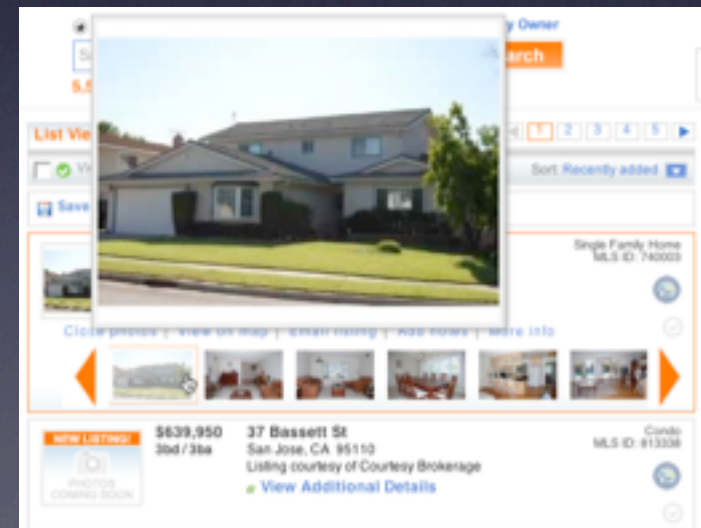 y Owner
arch
5,5
List Vie
1 2 3 4 5
Sort: Recently added
Save
Single Family Home
MLS ID: 740003
Close photos | View on map | Email listing | Add notes | More info
NEW LISTING!
PHOTOS
COMING SOON
$639,950
3bd / 3ba
37 Bassett St
San Jose, CA 95110
Listing courtesy of Courtesy Brokerage
View Additional Details
Condo
MLS ID: 813338